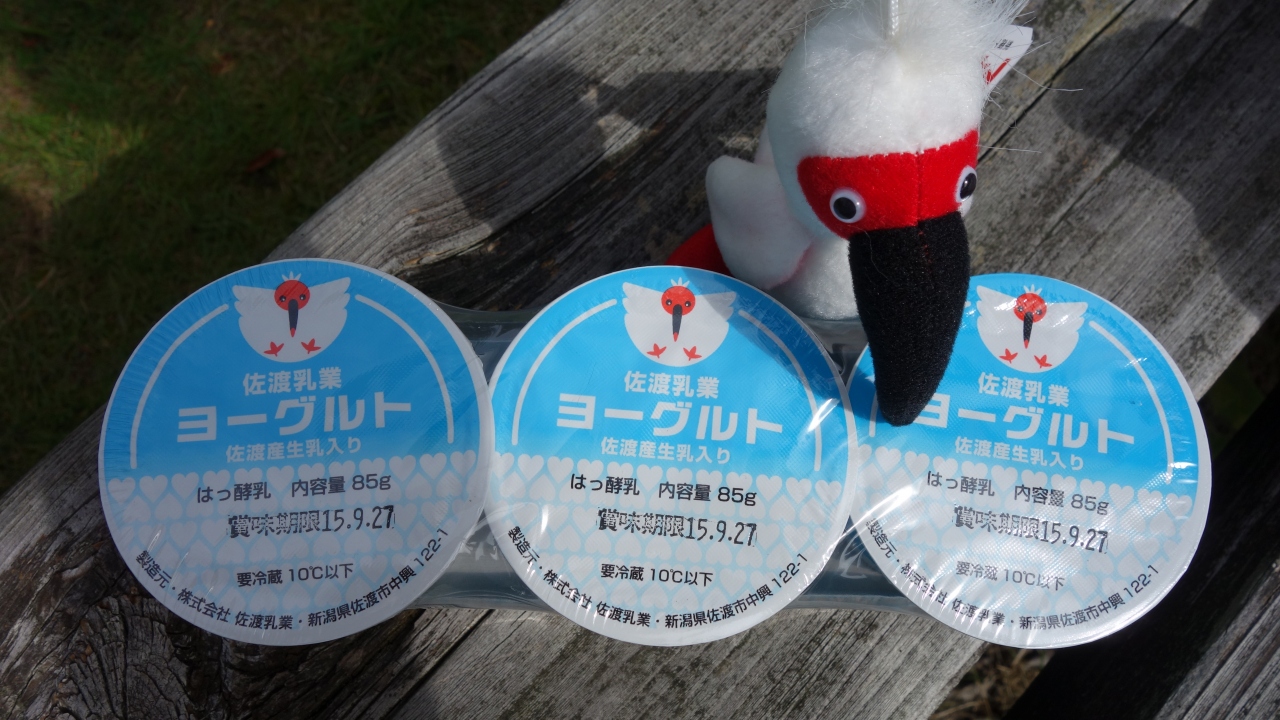 佐渡乳業
ヨーグルト
佐渡産生乳入り
はっ酵乳 内容量 85g
賞味期限15.9.27
要冷蔵 10℃以下
製造元・株式会社 佐渡乳業・新潟県佐渡市中興 122-1
佐渡乳業
ヨーグルト
佐渡産生乳入り
はっ酵乳 内容量 85g
賞味期限15.9.27
要冷蔵 10℃以下
製造元・株式会社 佐渡乳業・新潟県佐渡市中興 122-1
佐渡乳業
ヨーグルト
佐渡産生乳入り
はっ酵乳 内容量 85g
賞味期限15.9.27
要冷蔵 10℃以下
製造元・株式会社 佐渡乳業・新潟県佐渡市中興 122-1